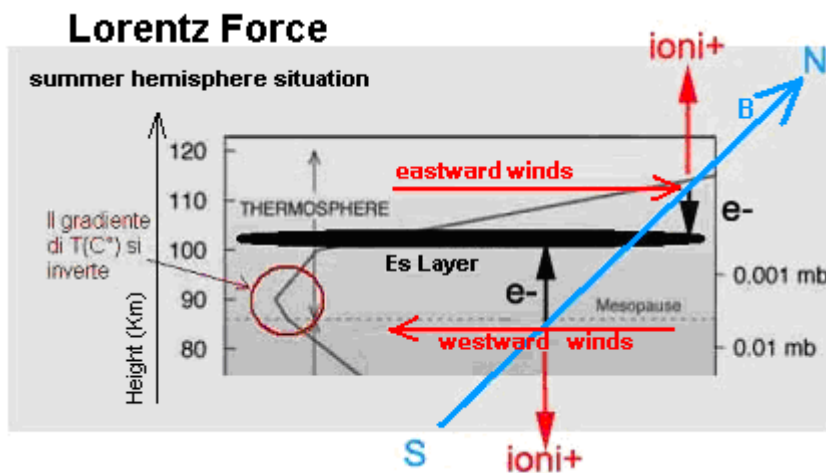 Lorentz Force
summer hemisphere situation
ioni+
N
B
120
eastward winds
110
THERMOSPHERE
e-
Il gradiente
di T(C°) si
inverte
100
Es Layer
0.001 mb
e-
90
Mesopause
Height (Km)
westward winds
80
0.01 mb
S
ioni+